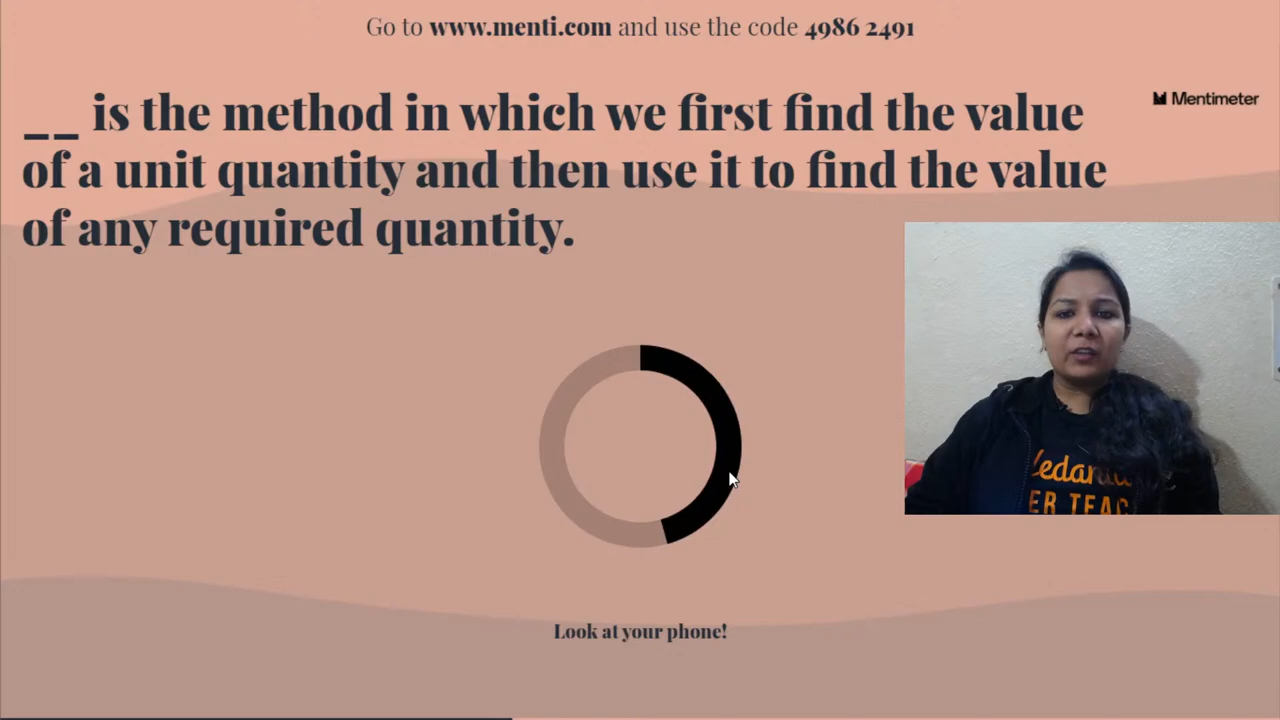 Go to www.menti.com and use the code 4986 2491
Mentimeter
__ is the method in which we first find the value
of a unit quantity and then use it to find the value
of any required quantity.
ER TEAC
Look at your phone!